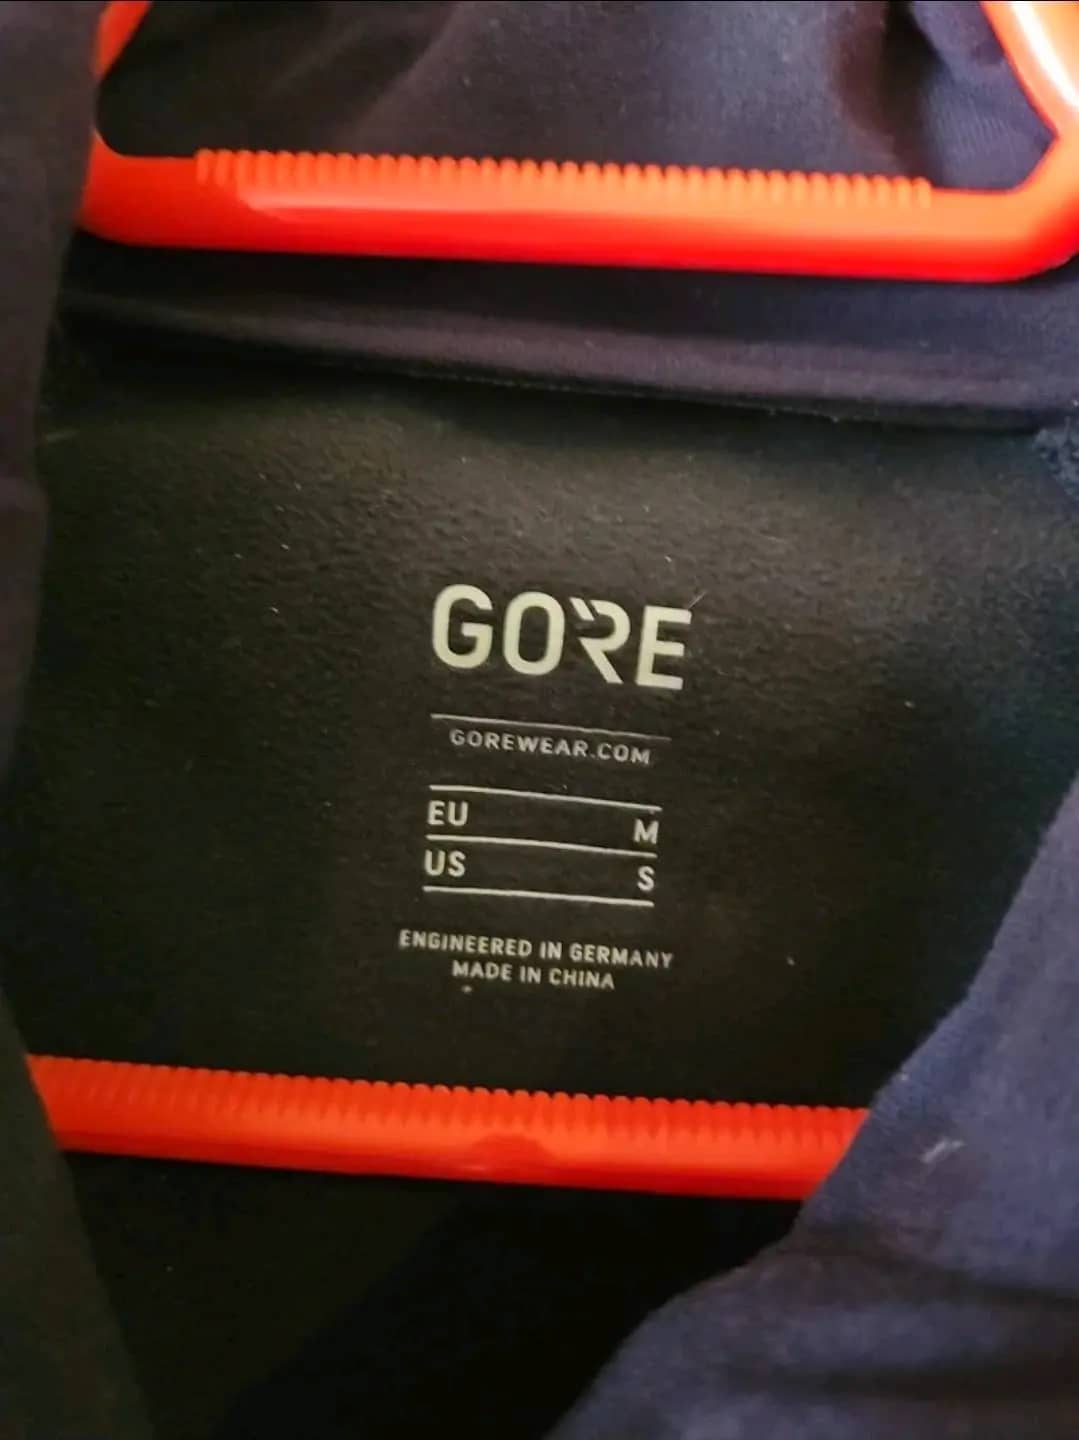 GORE
GOREWEAR.COM
EU M
US S
ENGINEERED IN GERMANY
MADE IN CHINA